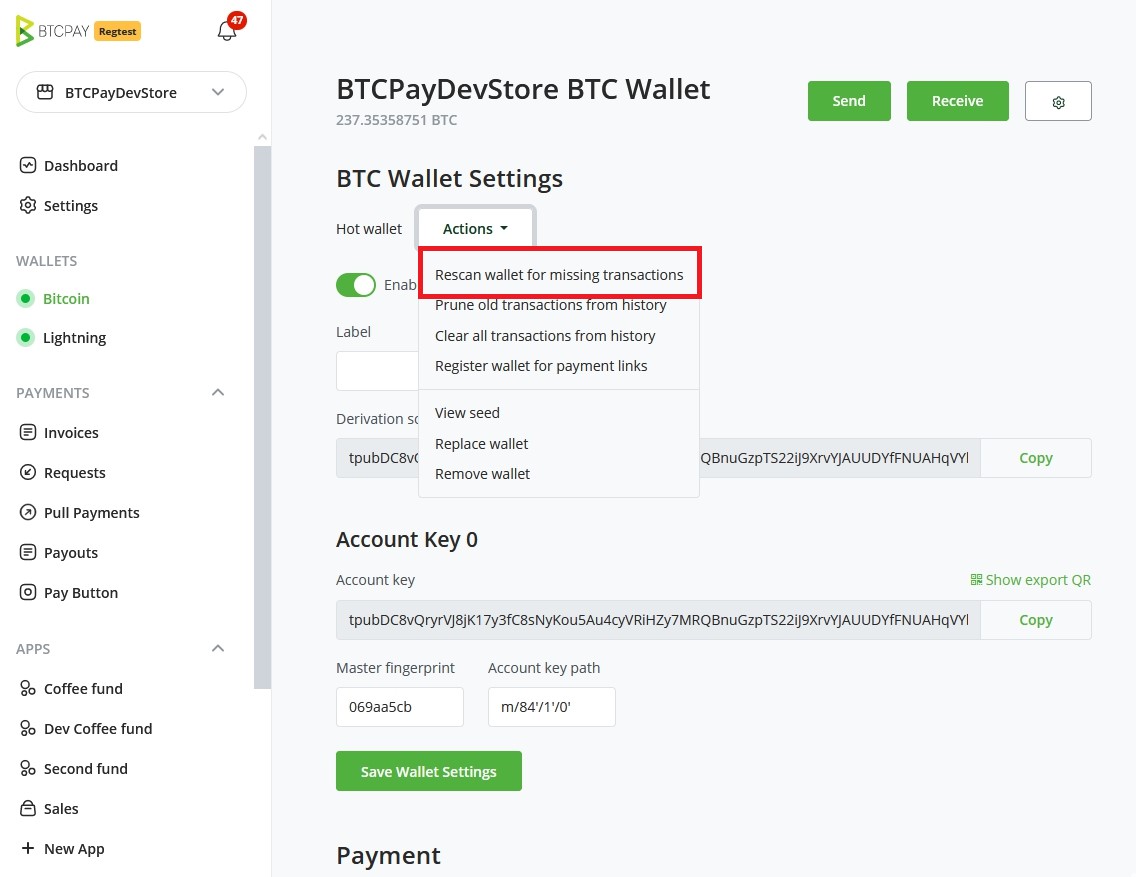 BTCPAY Regtest
47
BTCPayDevStore
Dashboard
Settings
WALLETS
Bitcoin
Lightning
PAYMENTS
Invoices
Requests
Pull Payments
Payouts
Pay Button
APPS
Coffee fund
Dev Coffee fund
Second fund
Sales
New App
BTCPayDevStore BTC Wallet
237.35358751 BTC
Send
Receive
BTC Wallet Settings
Hot wallet
Actions
Rescan wallet for missing transactions
Prune old transactions from history
Clear all transactions from history
Register wallet for payment links
View seed
Replace wallet
Remove wallet
Enab
Label
Derivation sc
tpubDC8vQ QBnuGzpTS22iJ9XrvYJAUUDYfFNUAHqVYl Copy
Account Key 0
Account key
Show export QR
tpubDC8vQryrVJ8jK17y3fC8sNyKou5Au4cyVRiHZy7MRQBnuGzpTS22iJ9XrvYJAUUDYfFNUAHqVYl Copy
Master fingerprint Account key path
069aa5cb m/84'/1'/0'
Save Wallet Settings
Payment